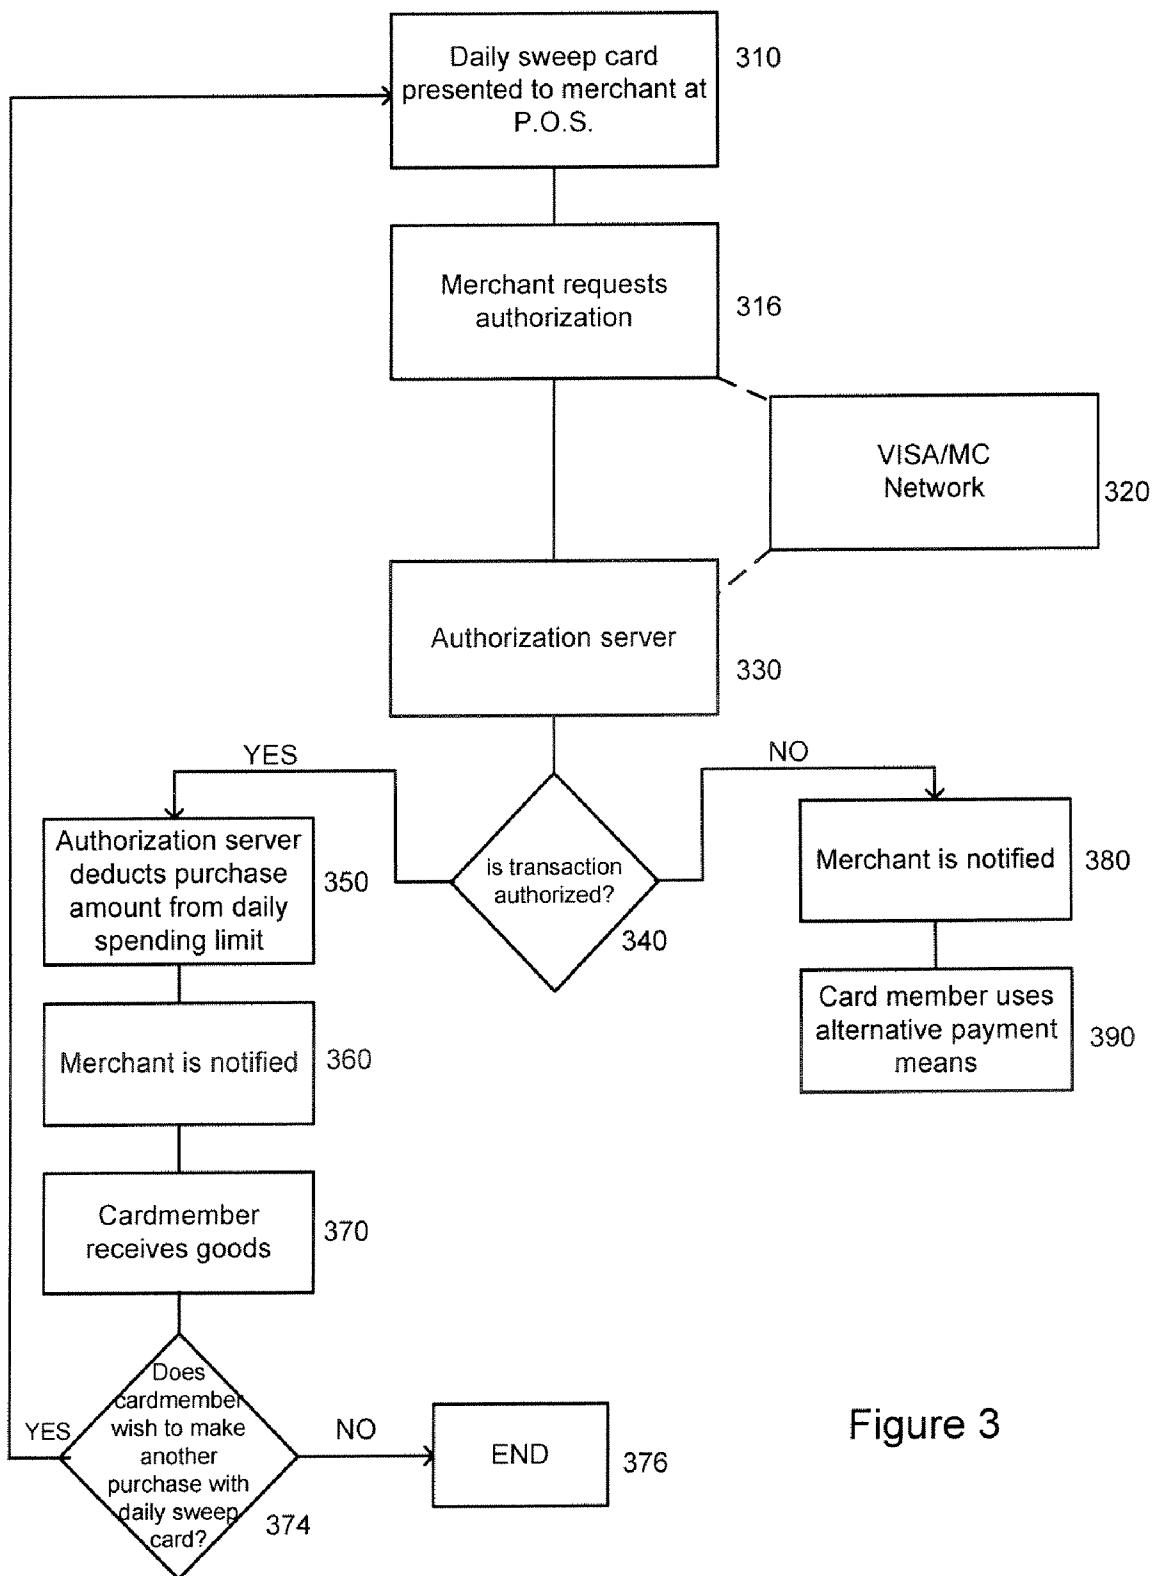 Daily sweep card
presented to merchant at
P.O.S.
310
Merchant requests
authorization
316
VISA/MC
Network
320
Authorization server
330
YES
NO
is transaction
authorized?
340
Authorization server
deducts purchase
amount from daily
spending limit
350
Merchant is notified
380
Card member uses
alternative payment
means
390
Merchant is notified
360
Cardmember
receives goods
370
Does
cardmember
wish to make
another
purchase with
daily sweep
card?
374
YES
NO
END
376
Figure 3